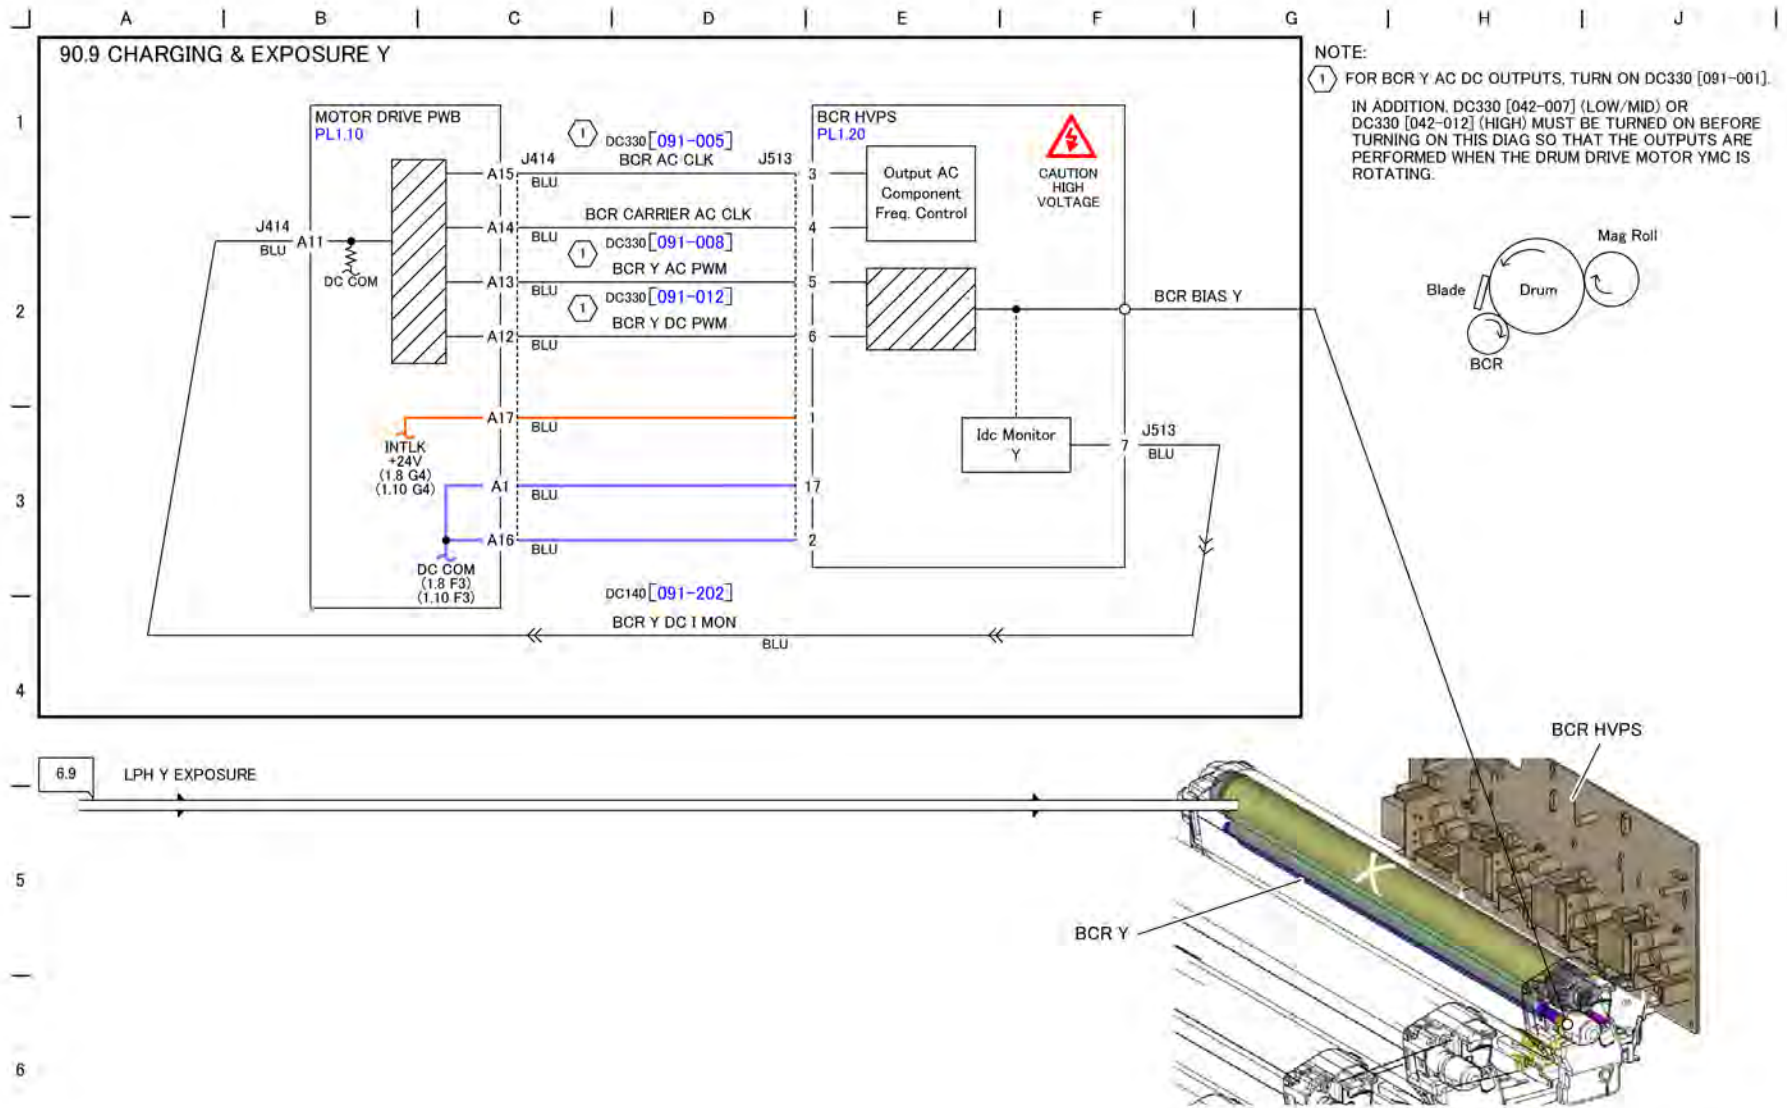 A B C D E F G H J
90.9 CHARGING & EXPOSURE Y
NOTE:
1 FOR BCR Y AC DC OUTPUTS, TURN ON DC330 [091-001].
IN ADDITION, DC330 [042-007] (LOW/MID) OR
DC330 [042-012] (HIGH) MUST BE TURNED ON BEFORE
TURNING ON THIS DIAG SO THAT THE OUTPUTS ARE
PERFORMED WHEN THE DRUM DRIVE MOTOR YMC IS
ROTATING.
1
2
3
4
5
6
MOTOR DRIVE PWB
PL1.10
J414
BLU
A11
DC COM
J414
A15
BLU
A14
BLU
A13
BLU
A12
BLU
A17
BLU
A1
BLU
A16
BLU
INTLK
+24V
(1.8 G4)
(1.10 G4)
DC COM
(1.8 F3)
(1.10 F3)
1
DC330 [091-005]
BCR AC CLK
BCR CARRIER AC CLK
1
DC330 [091-008]
BCR Y AC PWM
1
DC330 [091-012]
BCR Y DC PWM
J513
3
4
5
6
1
17
2
BCR HVPS
PL1.20
Output AC
Component
Freq. Control
CAUTION
HIGH
VOLTAGE
Idc Monitor
Y
7
J513
BLU
BCR BIAS Y
DC140 [091-202]
BCR Y DC I MON
BLU
Mag Roll
Blade
Drum
BCR
6.9
LPH Y EXPOSURE
BCR HVPS
BCR Y